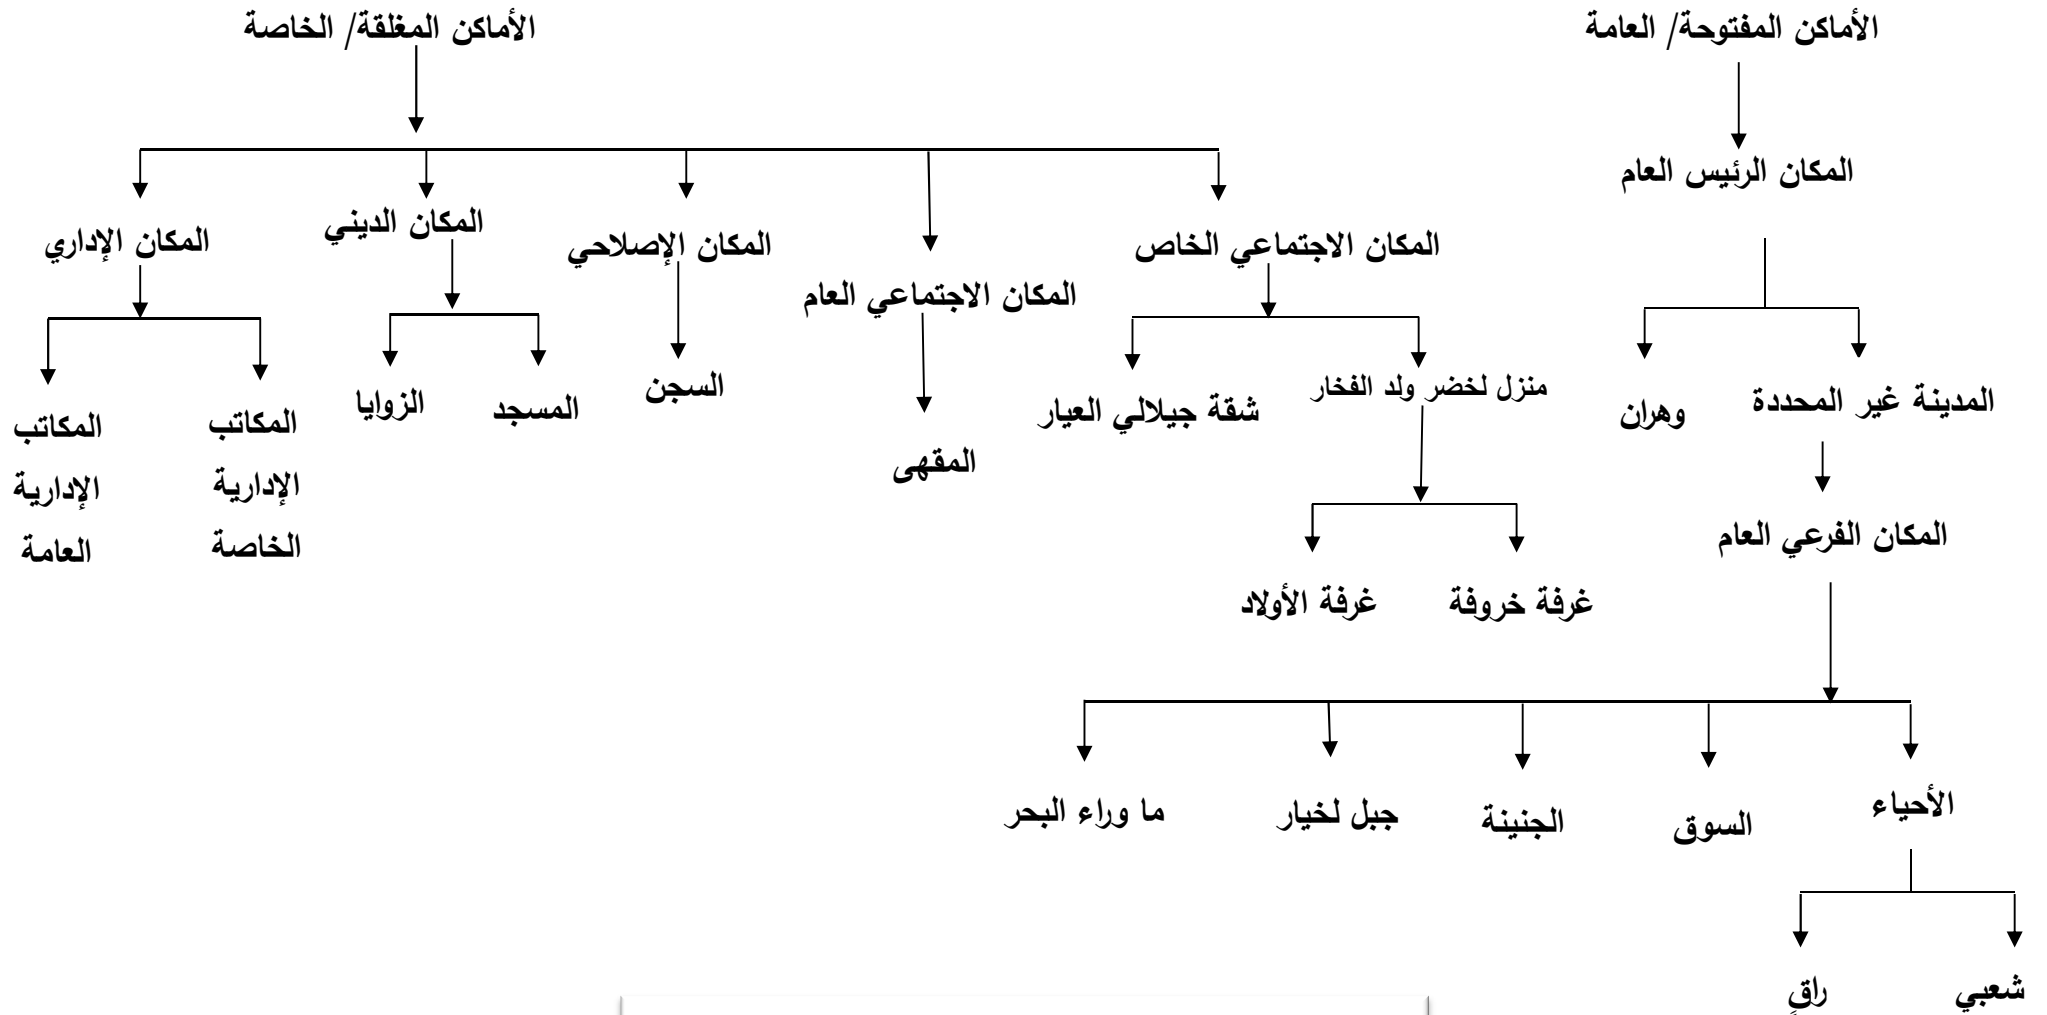 الأماكن المفتوحة/ العامة
الأماكن المغلقة/ الخاصة
المكان الرئيس العام
المكان الاجتماعي الخاص
المكان الاجتماعي العام
المكان الإصلاحي
المكان الديني
المكان الإداري
المدينة غير المحددة
وهران
منزل لخضر ولد الفخار
شقة جيلالي العيار
المقهى
السجن
المسجد
الزوايا
المكاتب
الإدارية
الخاصة
المكاتب
الإدارية
العامة
المكان الفرعي العام
غرفة خروفة
غرفة الأولاد
الأحياء
السوق
الجنينة
جبل لخيار
ما وراء البحر
شعبي
راقٍ